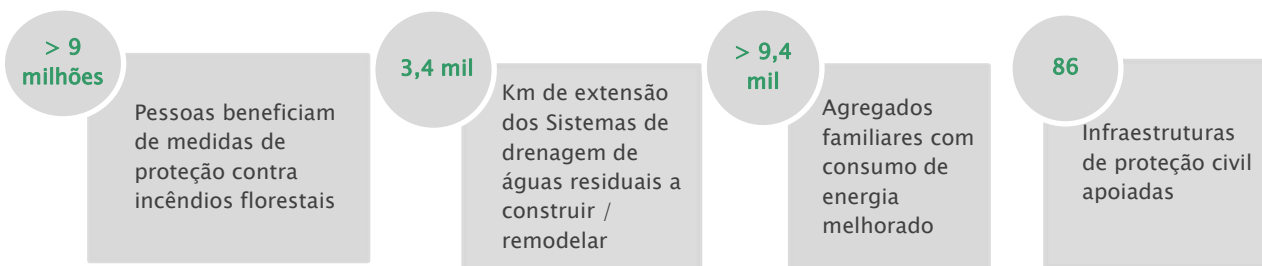 > 9
milhões
Pessoas beneficiam
de medidas de
proteção contra
incêndios florestais
3,4 mil
Km de extensão
dos Sistemas de
drenagem de
águas residuais a
construir /
remodelar
> 9,4
mil
Agregados
familiares com
consumo de
energia
melhorado
86
Infraestruturas
de proteção civil
apoiadas